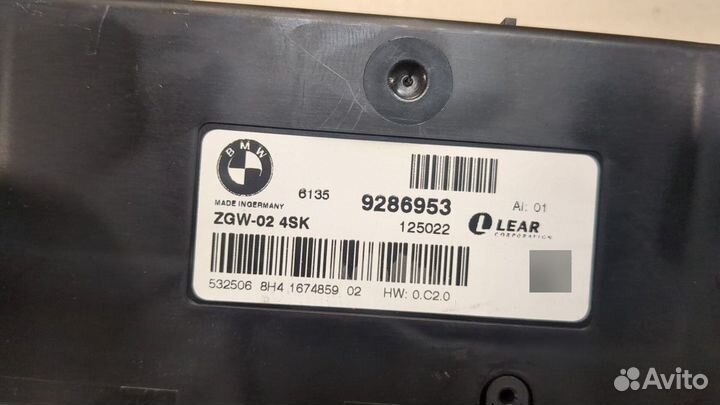 BMW
MADE IN GERMANY
6135 9286953 AI: 01
ZGW-02 4SK 125022 LEAR
CORPORATION
532506 8H4 1674859 02 HW: 0.C2.0
Avito